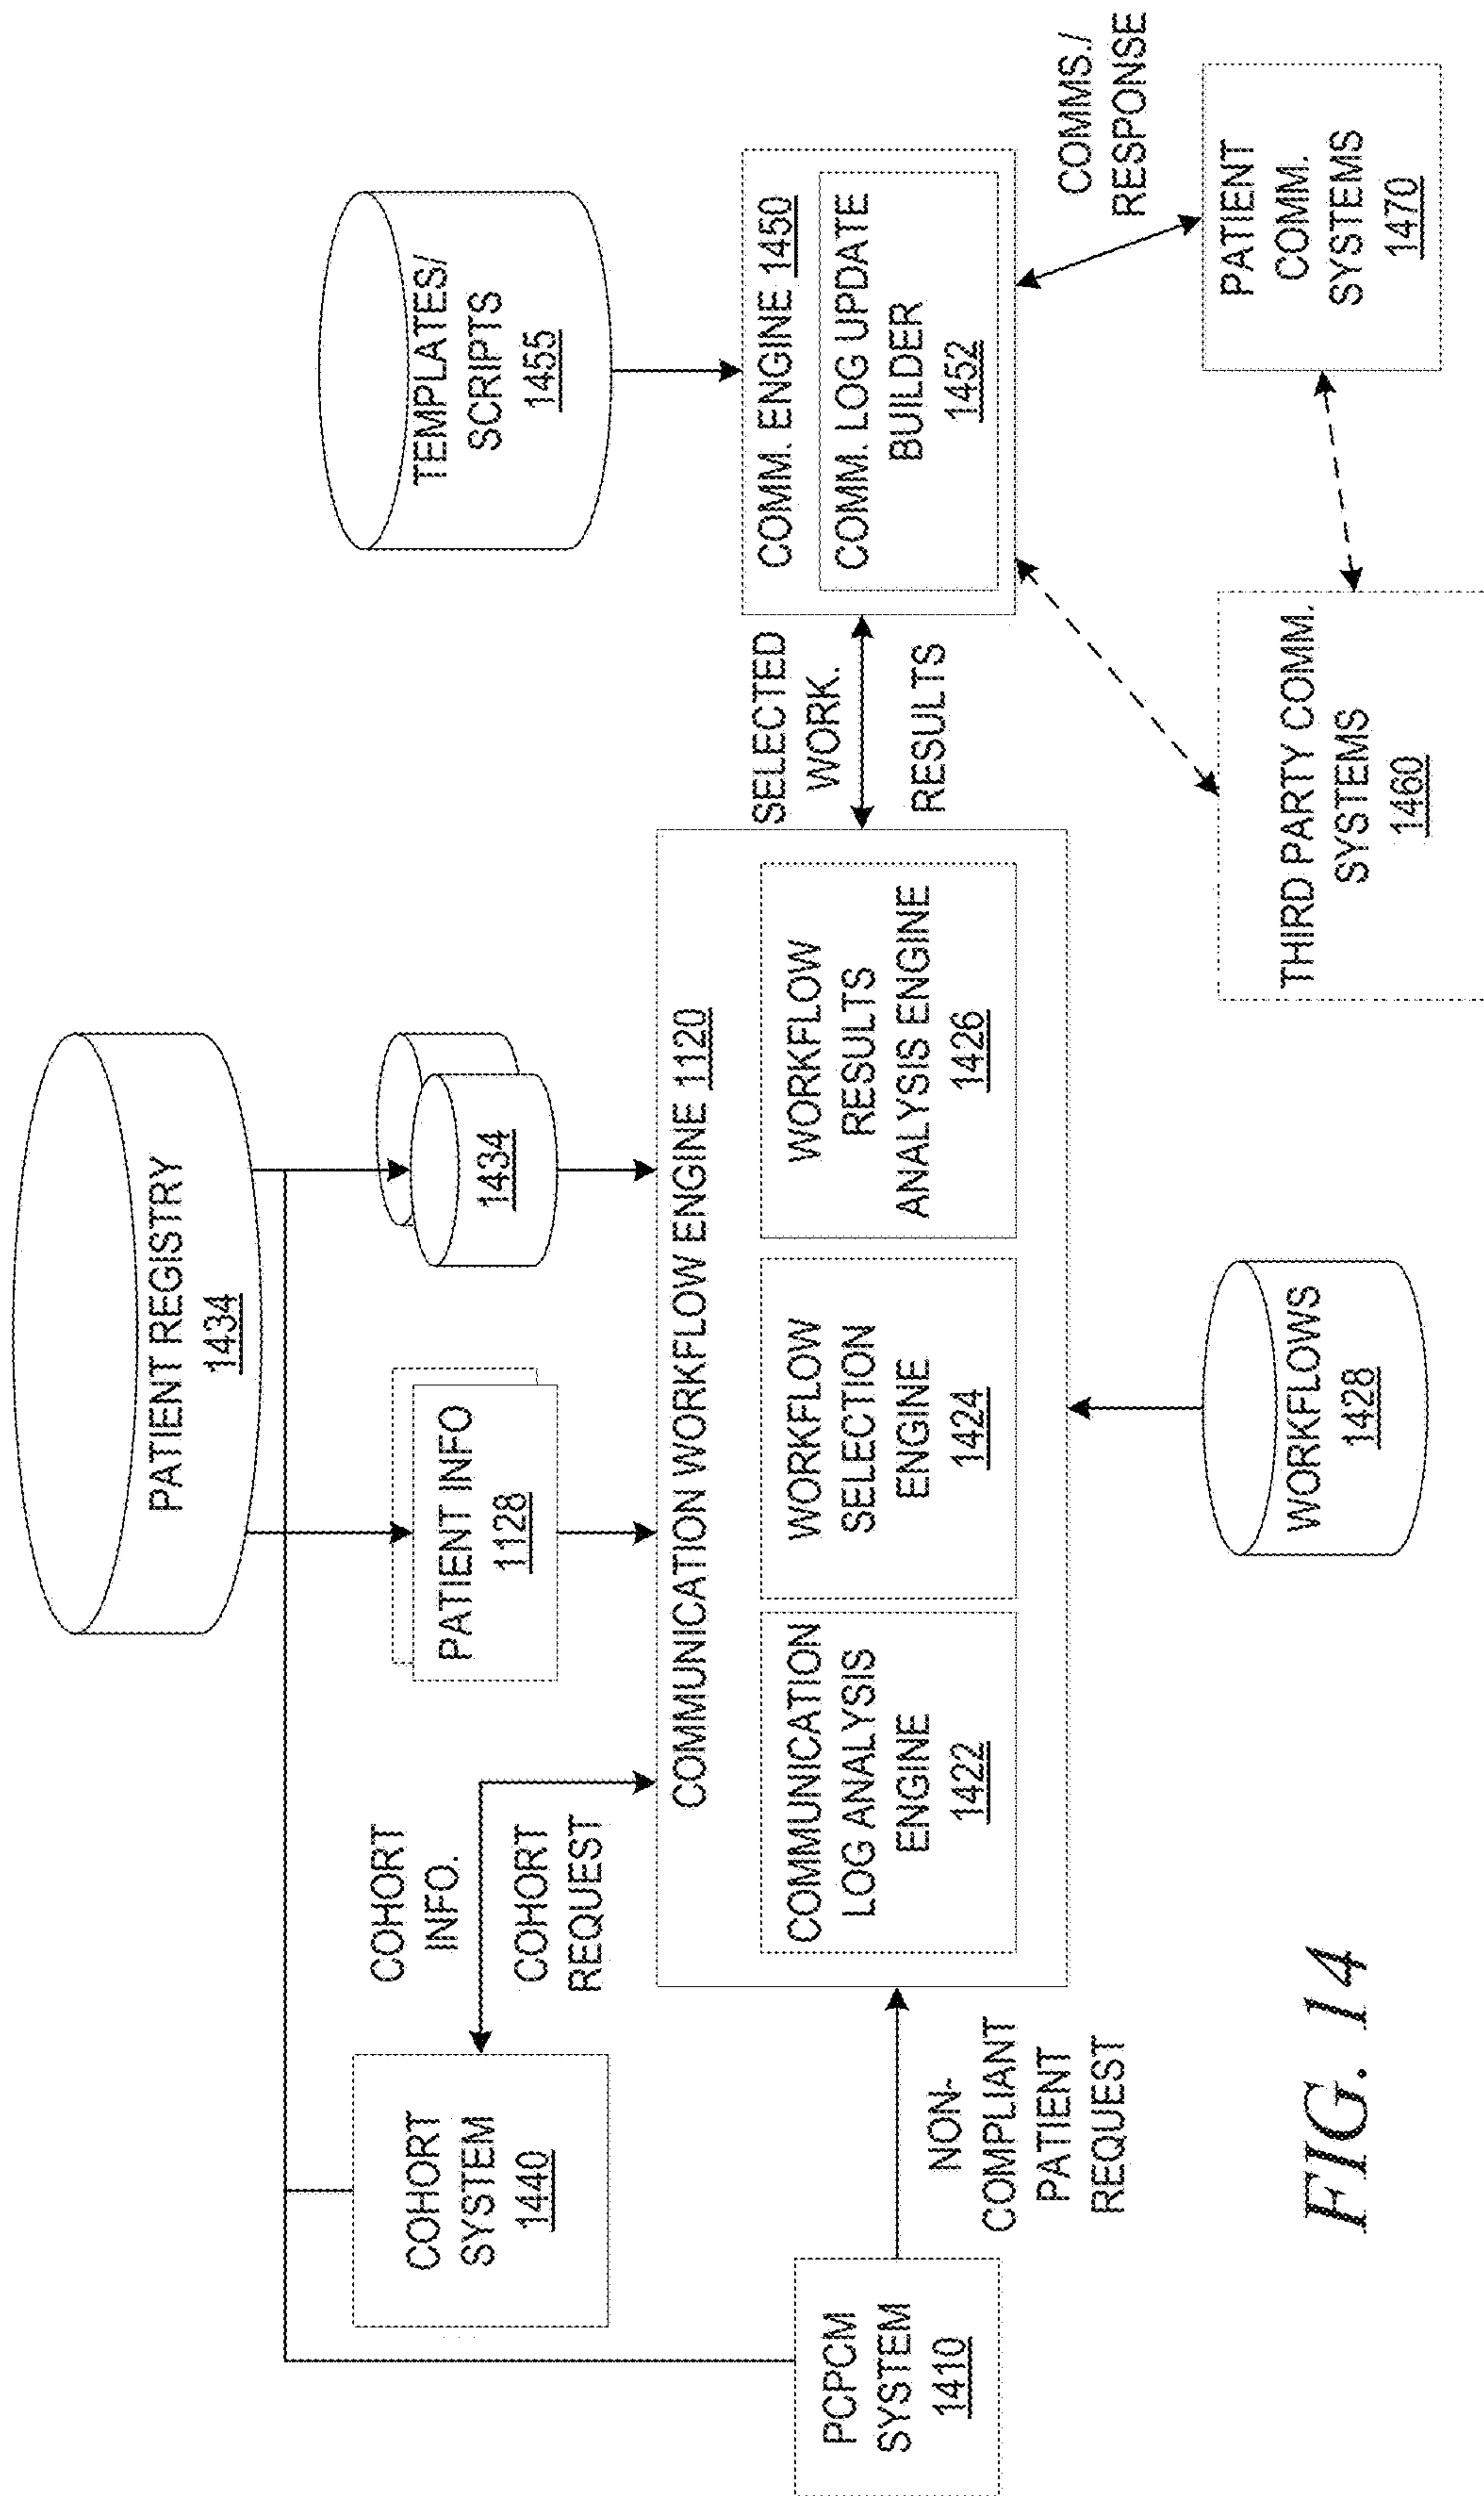 PATIENT REGISTRY
1434
TEMPLATES/
SCRIPTS
1455
COHORT
SYSTEM
1440
COHORT
INFO.
COHORT
REQUEST
PATIENT INFO
1128
1434
PCPCM
SYSTEM
1410
NON-
COMPLIANT
PATIENT
REQUEST
COMMUNICATION WORKFLOW ENGINE 1120
COMMUNICATION
LOG ANALYSIS
ENGINE
1422
WORKFLOW
SELECTION
ENGINE
1424
WORKFLOW
RESULTS
ANALYSIS ENGINE
1426
SELECTED
WORK.
RESULTS
COMM. ENGINE 1450
COMM. LOG UPDATE
BUILDER
1452
COMMS./
RESPONSE
WORKFLOWS
1428
THIRD PARTY COMM.
SYSTEMS
1460
PATIENT
COMM.
SYSTEMS
1470
FIG. 14